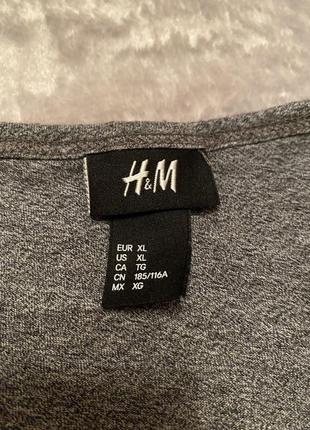 H&M
EUR XL
US XL
CA TG
CN 185/116A
MX XG